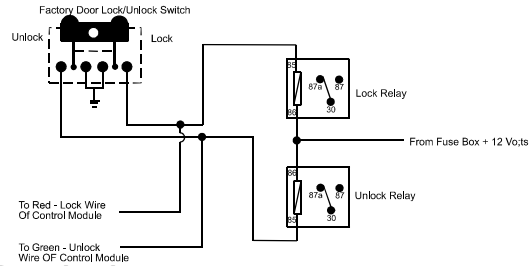 Factory Door Lock/Unlock Switch
Unlock
Lock
85
87a
87
86
30
Lock Relay
From Fuse Box + 12 Vo;ts
86
87a
87
85
30
Unlock Relay
To Red - Lock Wire
Of Control Module
To Green - Unlock
Wire OF Control Module